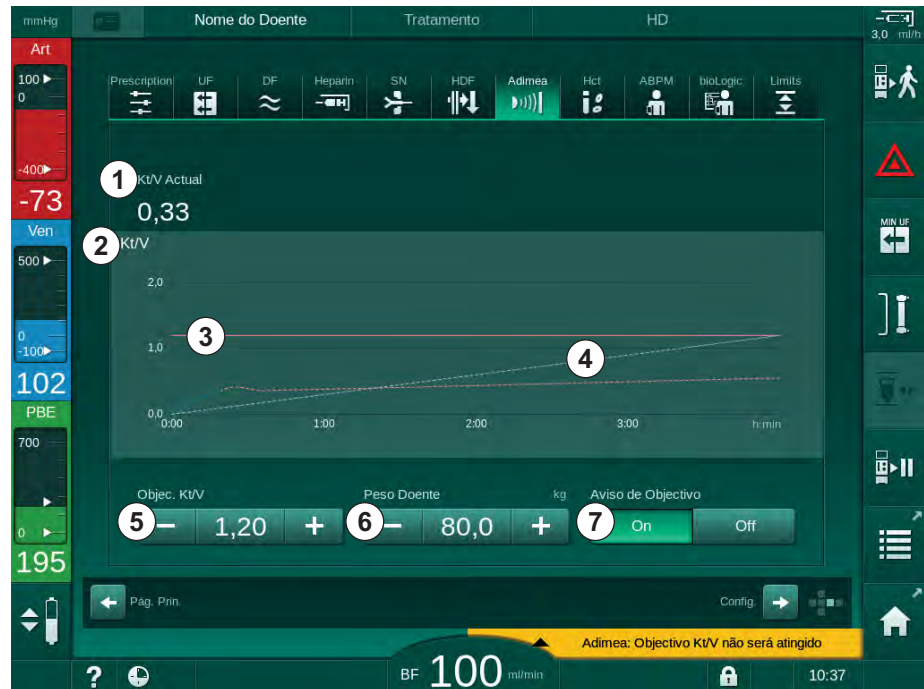 mmHg
Nome do Doente
Tratamento
HD
3,0 ml/h
Art
100
0
-400
-73
Ven
500
0
-100
102
PBE
700
0
195
Prescription
UF
DF
Heparin
SN
HDF
Adimea
Hct
ABPM
bioLogic
Limits
MIN UF
1
Kt/V Actual
0,33
2
Kt/V
2,0
3
1,0
4
0,0
0:00
1:00
2:00
3:00
h:min
Objec. Kt/V
Peso Doente
kg
Aviso de Objectivo
5
− 1,20 +
6
− 80,0 +
7
On
Off
Pág. Prin.
Config.
Adimea: Objectivo Kt/V não será atingido
?
BF 100 ml/min
10:37